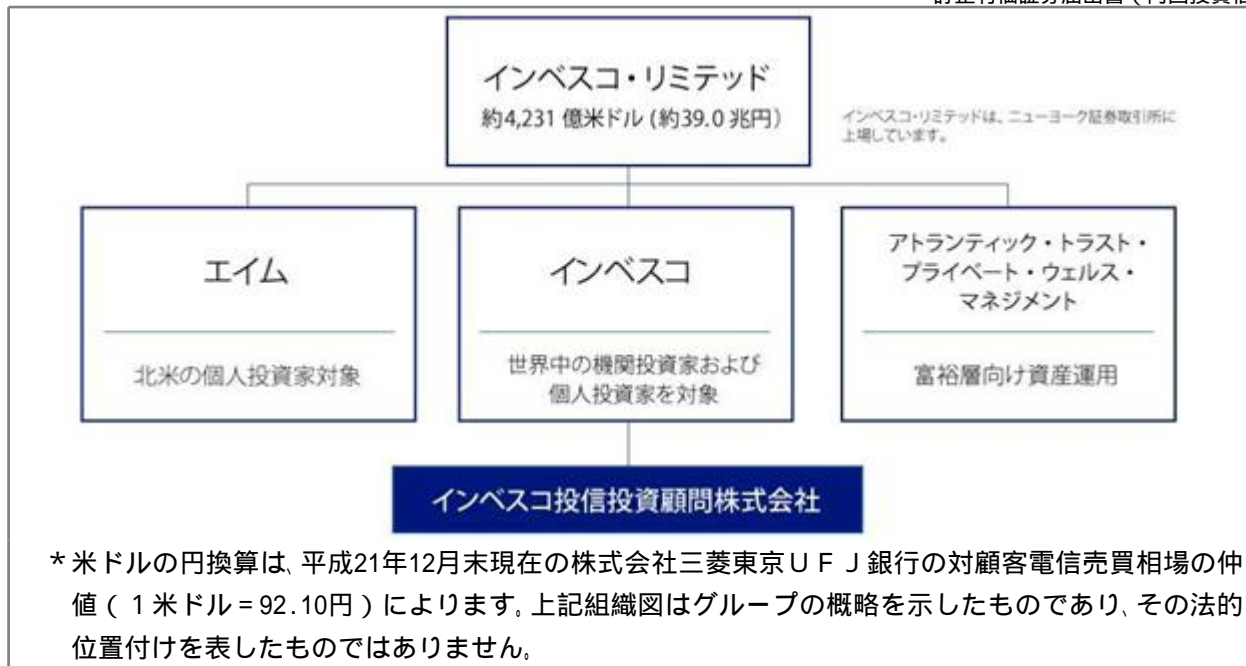 インベスコ・リミテッド
約4,231 億米ドル (約39.0 兆円)
インベスコ・リミテッドは、ニューヨーク証券取引所に
上場しています。
エイム
北米の個人投資家対象
インベスコ
世界中の機関投資家および
個人投資家を対象
アトランティック・トラスト・
プライベート・ウェルス・
マネジメント
富裕層向け資産運用
インベスコ投信投資顧問株式会社
*米ドルの円換算は、平成21年12月末現在の株式会社三菱東京ＵＦＪ銀行の対顧客電信売買相場の仲
値(1米ドル=92.10円)によります。上記組織図はグループの概略を示したものであり、その法的
位置付けを表したものではありません。